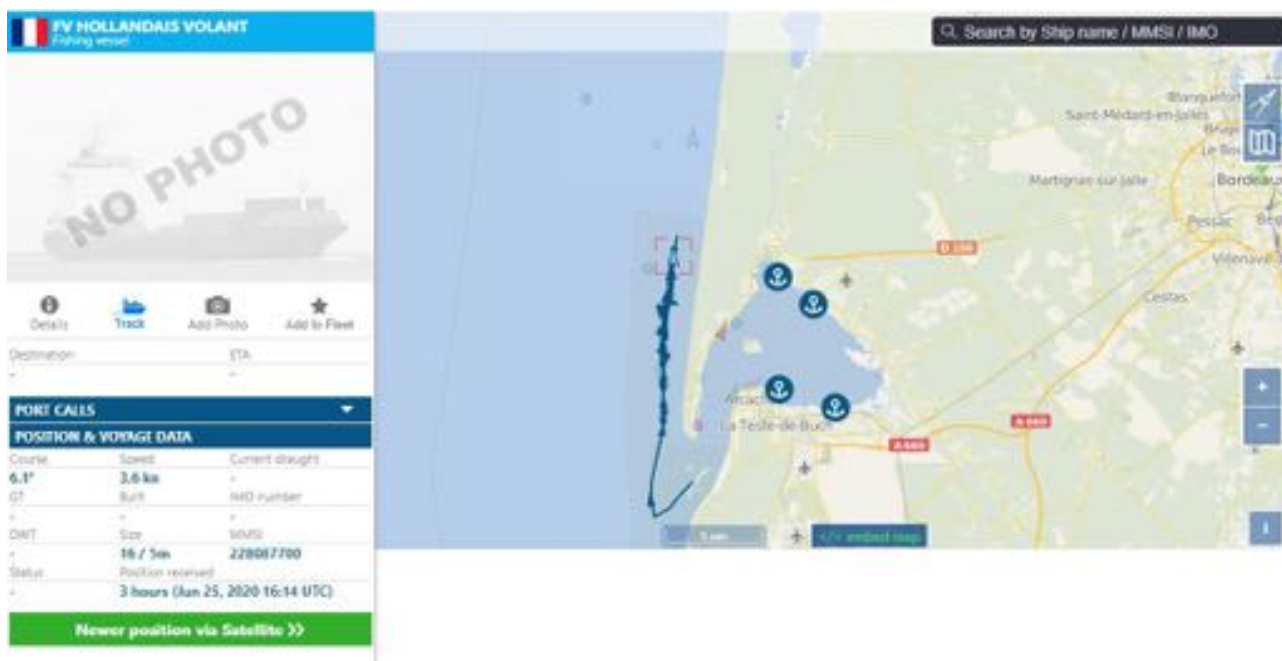 FV HOLLANDAIS VOLANT
Fishing vessel
NO PHOTO
Details Track Add Photo Add to Fleet
Destination ETA
- -
PORT CALLS
POSITION & VOYAGE DATA
Course Speed Current draught
6.1° 3.6 kn -
GT Built IMO number
- - -
DWT Size MMSI
- 16 / 5m 228087700
Status Position received
- 3 hours (Jun 25, 2020 16:14 UTC)
Newer position via Satellite >>
Search by Ship name / MMSI / IMO
Blanquefort
Saint-Médard-en-Jalles
Bordeaux
Martignas-sur-Jalle
Pessac
Cestas
La Teste-de-Buch
A 660
A 660
5 nm
</> embed map
+
−
i